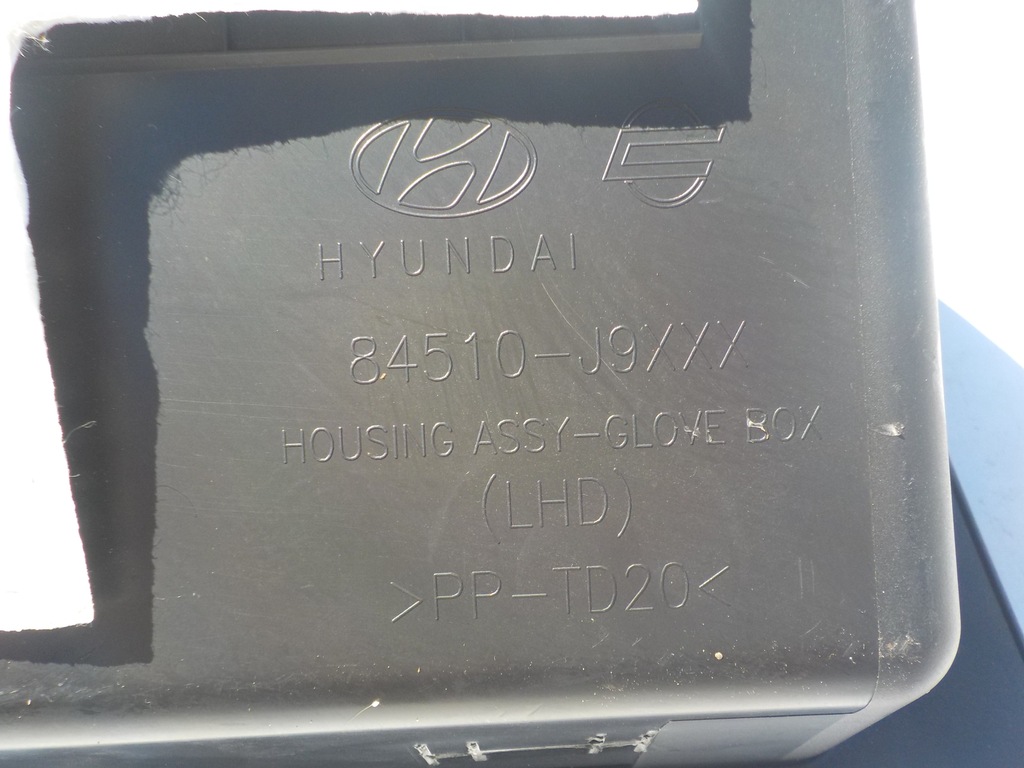 HYUNDAI
84510-J9XXX
HOUSING ASSY-GLOVE BOX
(LHD)
>PP-TD20<